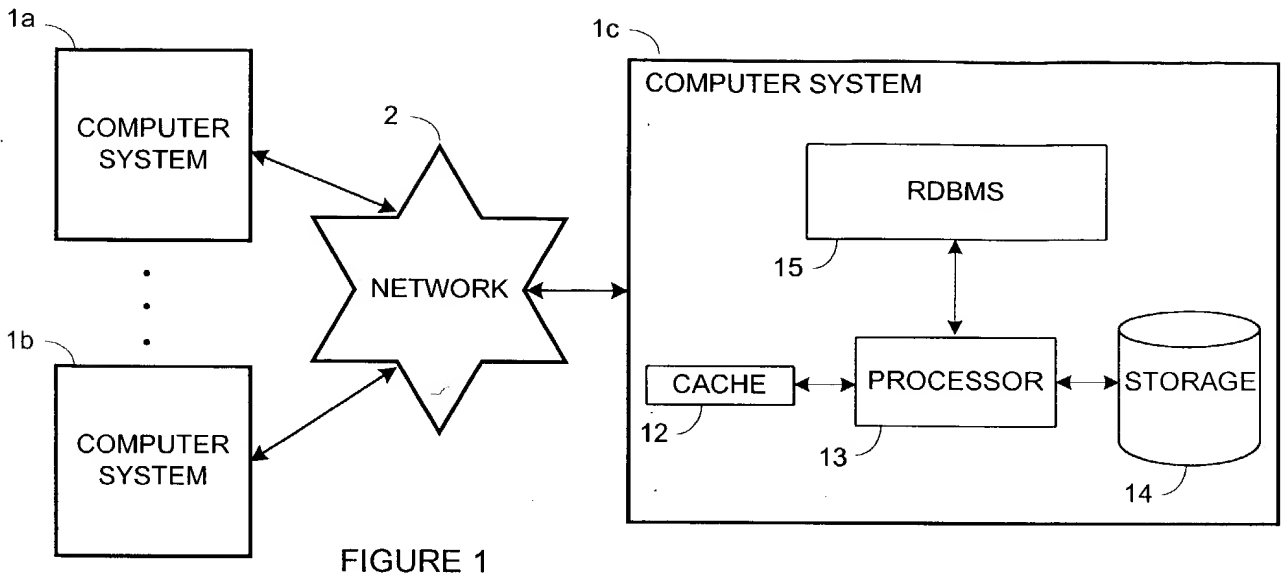 1a
COMPUTER
SYSTEM
2
NETWORK
1b
COMPUTER
SYSTEM
1c
COMPUTER SYSTEM
RDBMS
15
CACHE
12
PROCESSOR
13
STORAGE
14
FIGURE 1